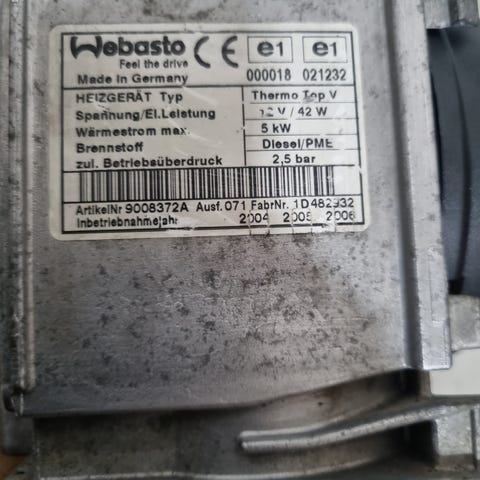 Webasto CE e1 e1
Feel the drive
Made in Germany 000018 021232
HEIZGERÄT Typ Thermo Top V
Spannung/El.Leistung 12 V / 42 W
Wärmestrom max. 5 kW
Brennstoff Diesel/PME
zul. Betriebsüberdruck 2,5 bar
ArtikelNr 9008372A Ausf. 071 FabrNr. 1D482932
Inbetriebnahmejahr 2004 2005 2006